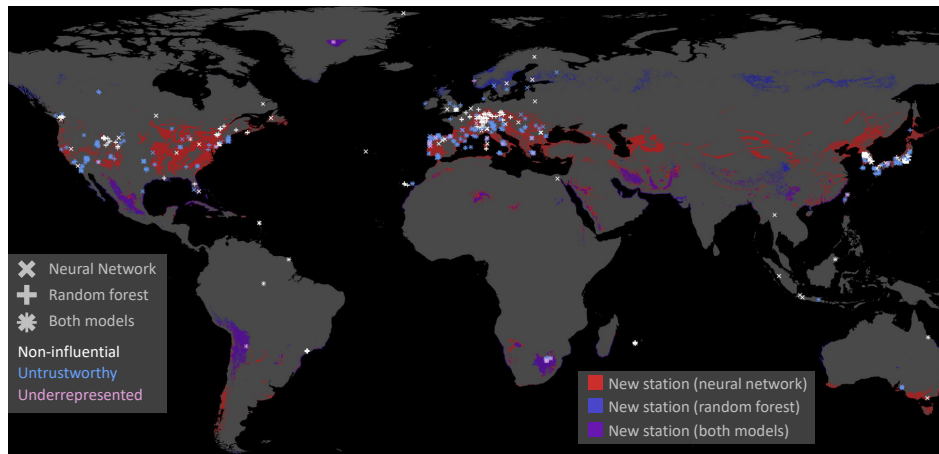 Neural Network
Random forest
Both models
Non-influential
Untrustworthy
Underrepresented
New station (neural network)
New station (random forest)
New station (both models)